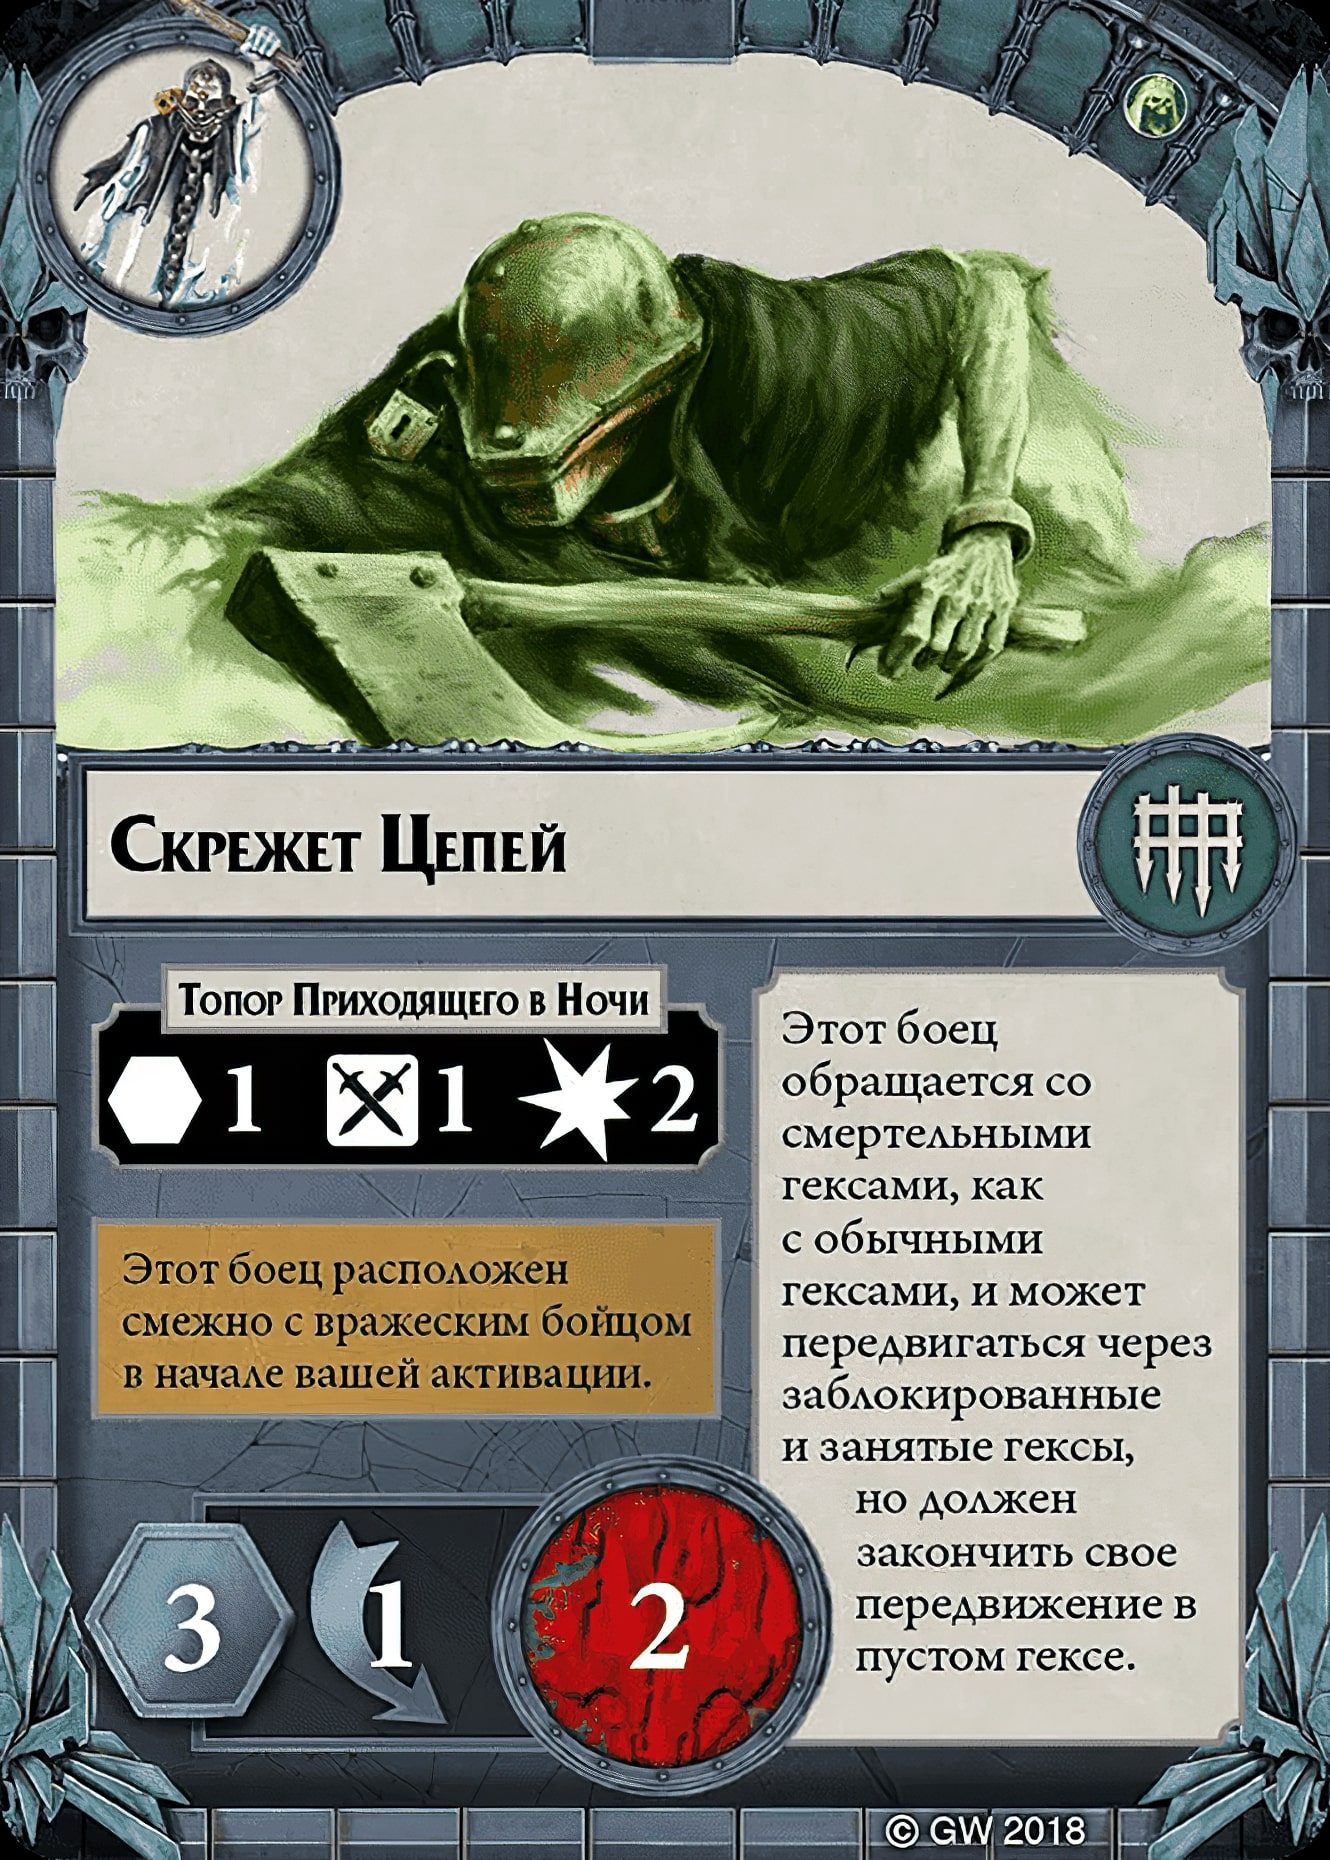 Скрежет Цепей
Топор Приходящего в Ночи
1 1 2
Этот боец расположен
смежно с вражеским бойцом
в начале вашей активации.
3 1 2
Этот боец
обращается со
смертельными
гексами, как
с обычными
гексами, и может
передвигаться через
заблокированные
и занятые гексы,
но должен
закончить свое
передвижение в
пустом гексе.
© GW 2018